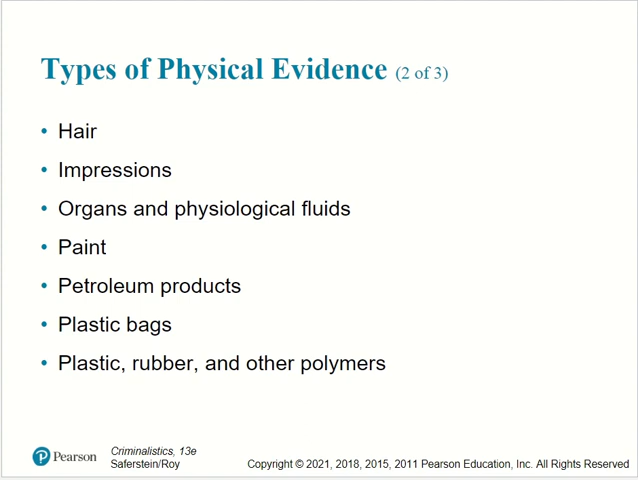 Types of Physical Evidence (2 of 3)
• Hair
• Impressions
• Organs and physiological fluids
• Paint
• Petroleum products
• Plastic bags
• Plastic, rubber, and other polymers
Pearson
Criminalistics, 13e
Saferstein/Roy
Copyright © 2021, 2018, 2015, 2011 Pearson Education, Inc. All Rights Reserved